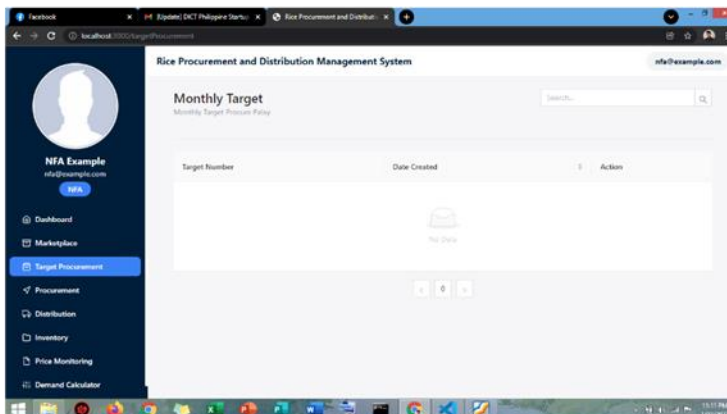 Facebook
[Update] DICT Philippine Startup
Rice Procurement and Distributi
localhost:3000/targetProcurement
Rice Procurement and Distribution Management System
nfa@example.com
NFA Example
nfa@example.com
NFA
Dashboard
Marketplace
Target Procurement
Procurement
Distribution
Inventory
Price Monitoring
Demand Calculator
Monthly Target
Monthly Target Procure Palay
Search...
Target Number
Date Created
Action
No Data
0